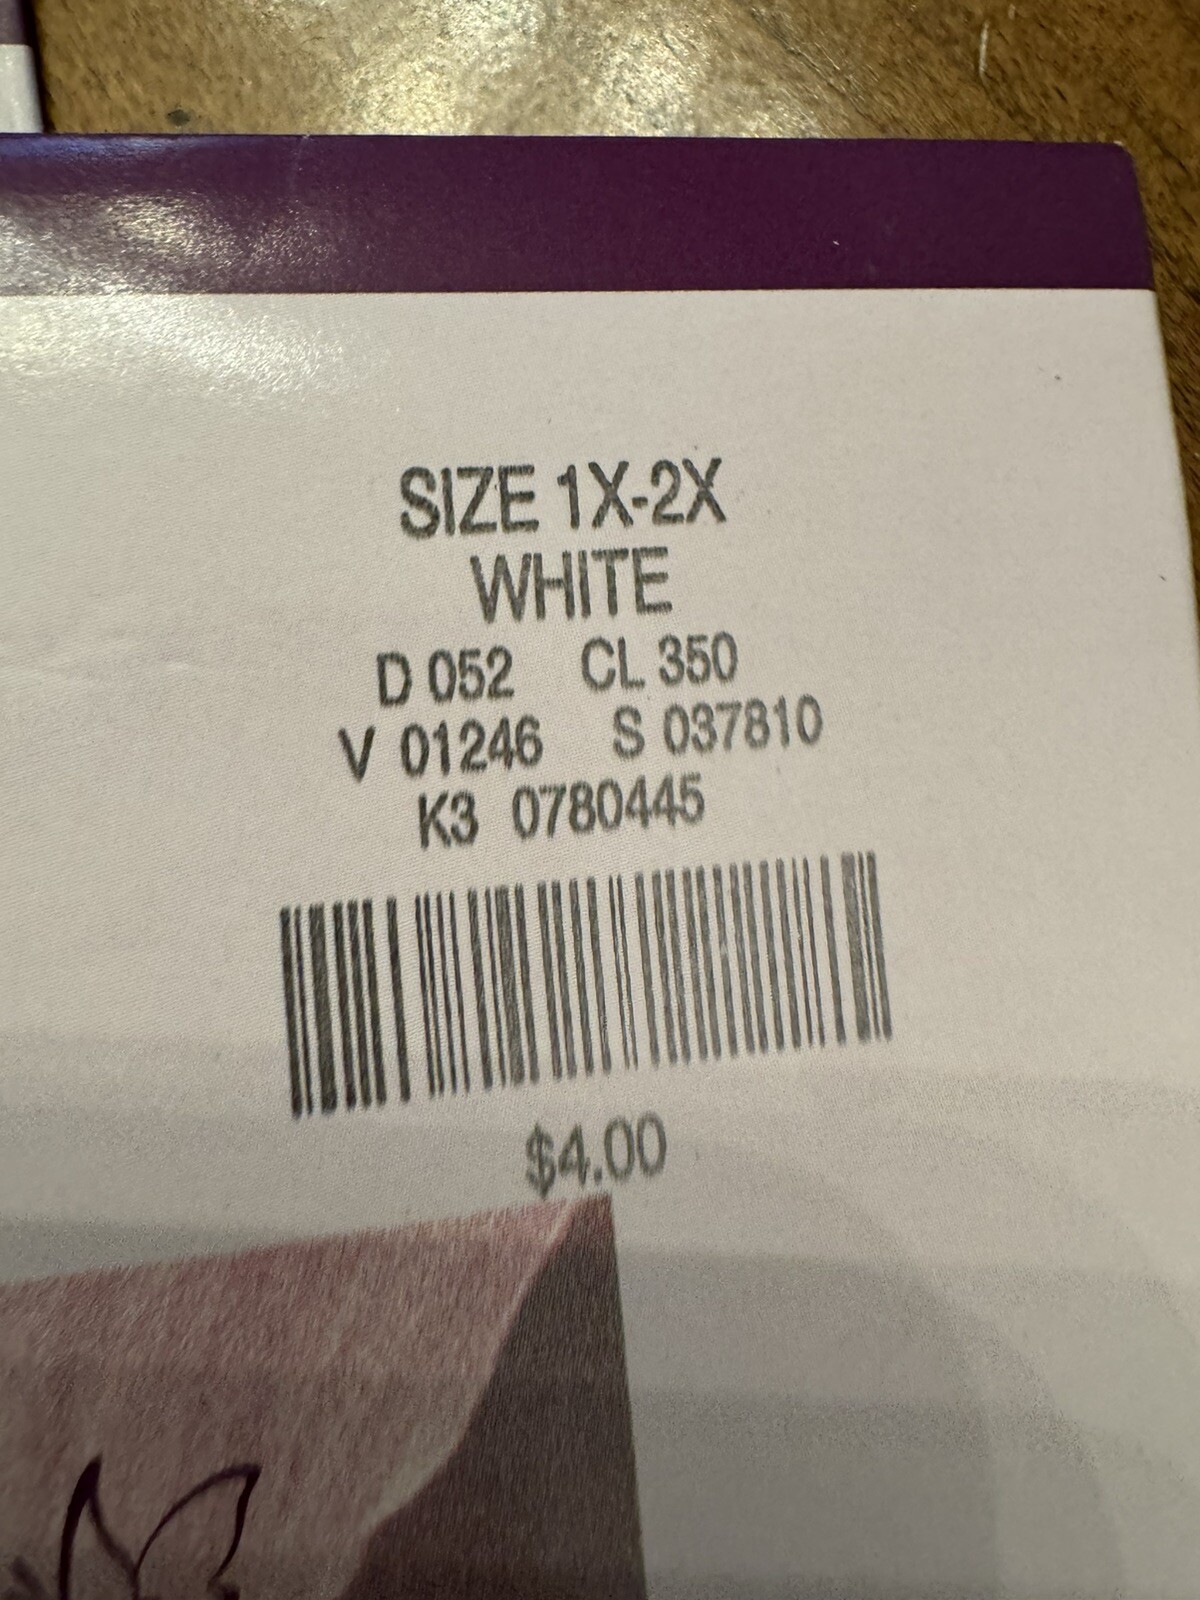 SIZE 1X-2X
WHITE
D 052 CL 350
V 01246 S 037810
K3 0780445
$4.00